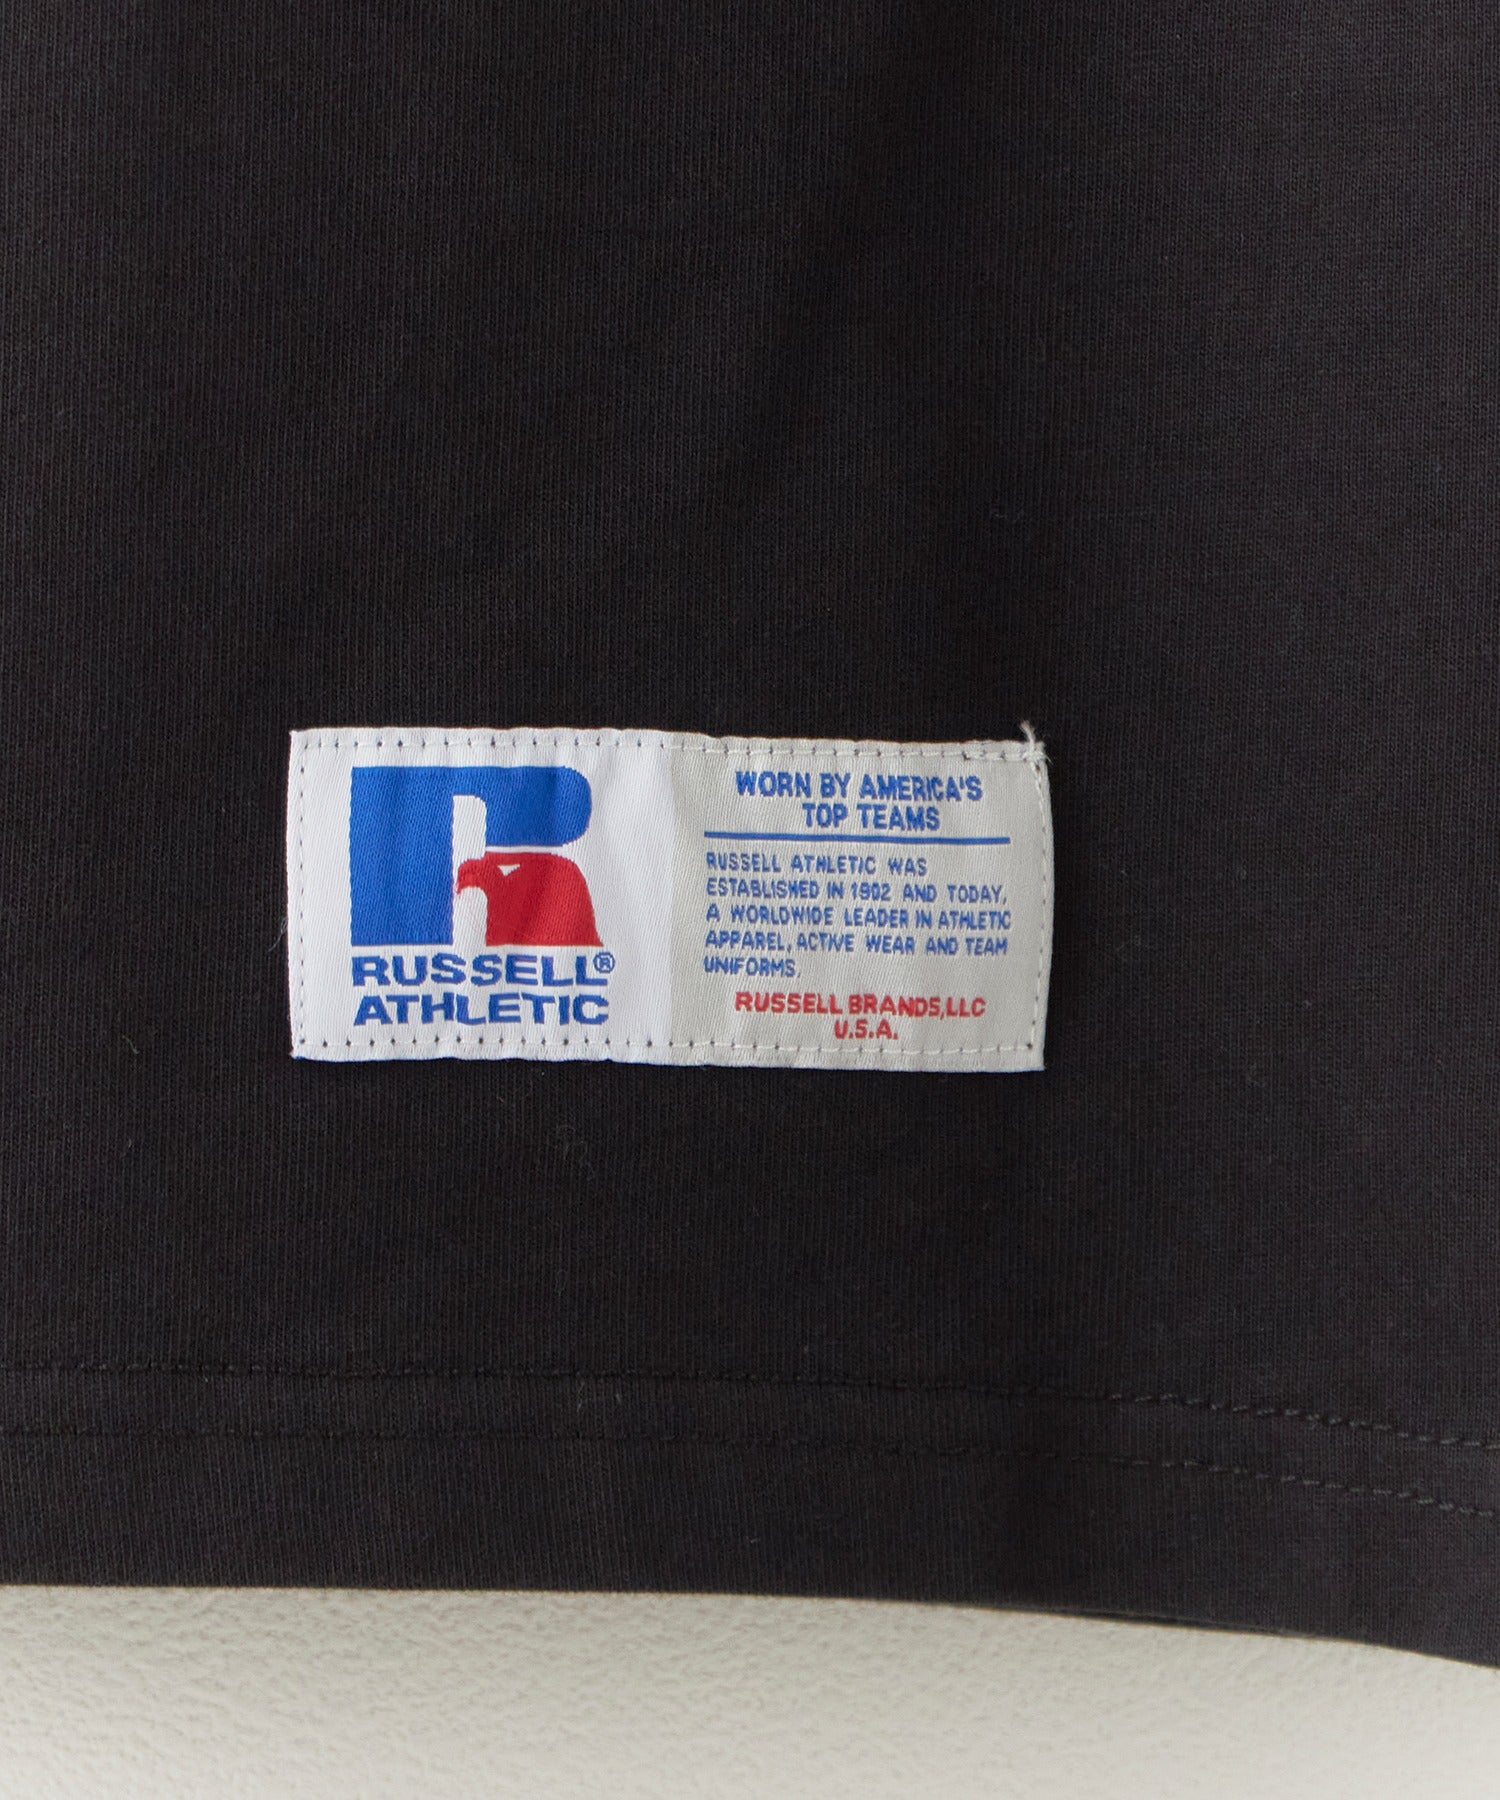 R
RUSSELL®
ATHLETIC
WORN BY AMERICA'S
TOP TEAMS
RUSSELL ATHLETIC WAS
ESTABLISHED IN 1902 AND TODAY,
A WORLDWIDE LEADER IN ATHLETIC
APPAREL, ACTIVE WEAR AND TEAM
UNIFORMS.
RUSSELL BRANDS,LLC
U.S.A.